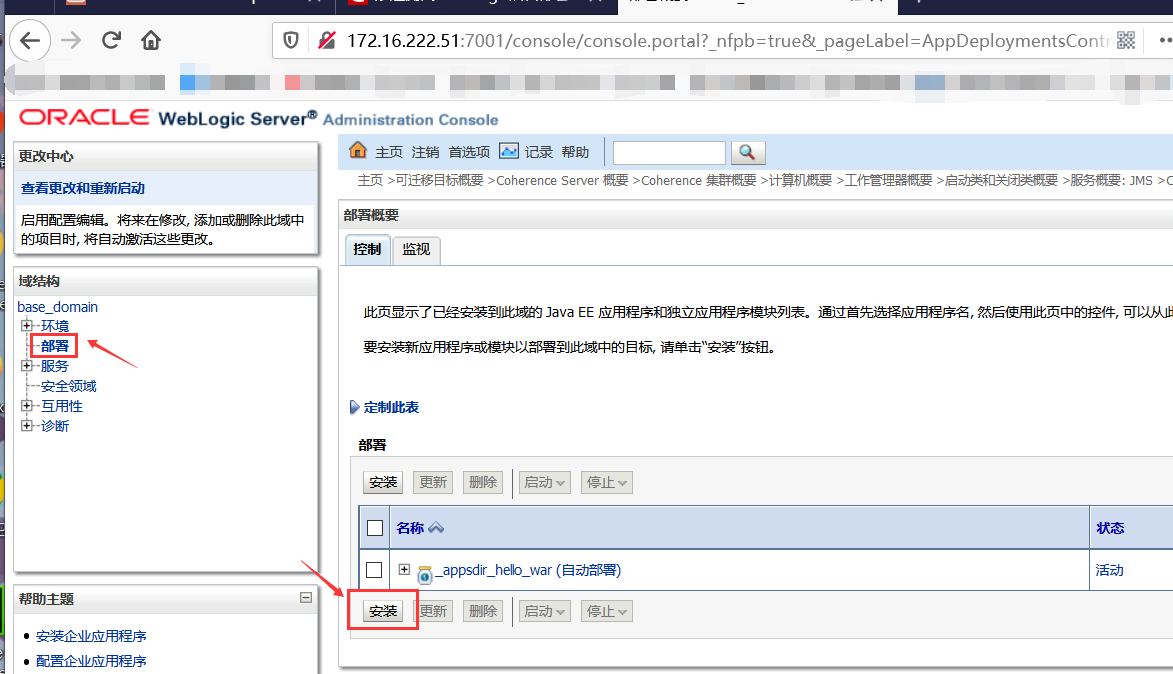 172.16.222.51:7001/console/console.portal?_nfpb=true&_pageLabel=AppDeploymentsContr
ORACLE WebLogic Server® Administration Console
更改中心
查看更改和重新启动
启用配置编辑。将来在修改, 添加或删除此域中
的项目时, 将自动激活这些更改。
域结构
base_domain
环境
部署
服务
安全领域
互用性
诊断
帮助主题
安装企业应用程序
配置企业应用程序
主页 注销 首选项 记录 帮助
主页 >可迁移目标概要 >Coherence Server 概要 >Coherence 集群概要 >计算机概要 >工作管理器概要 >启动类和关闭类概要 >服务概要: JMS >C
部署概要
控制 监视
此页显示了已经安装到此域的 Java EE 应用程序和独立应用程序模块列表。通过首先选择应用程序名, 然后使用此页中的控件, 可以从此
要安装新应用程序或模块以部署到此域中的目标, 请单击“安装”按钮。
定制此表
部署
安装 更新 删除 启动 停止
名称 状态
_appsdir_hello_war (自动部署) 活动
安装 更新 删除 启动 停止